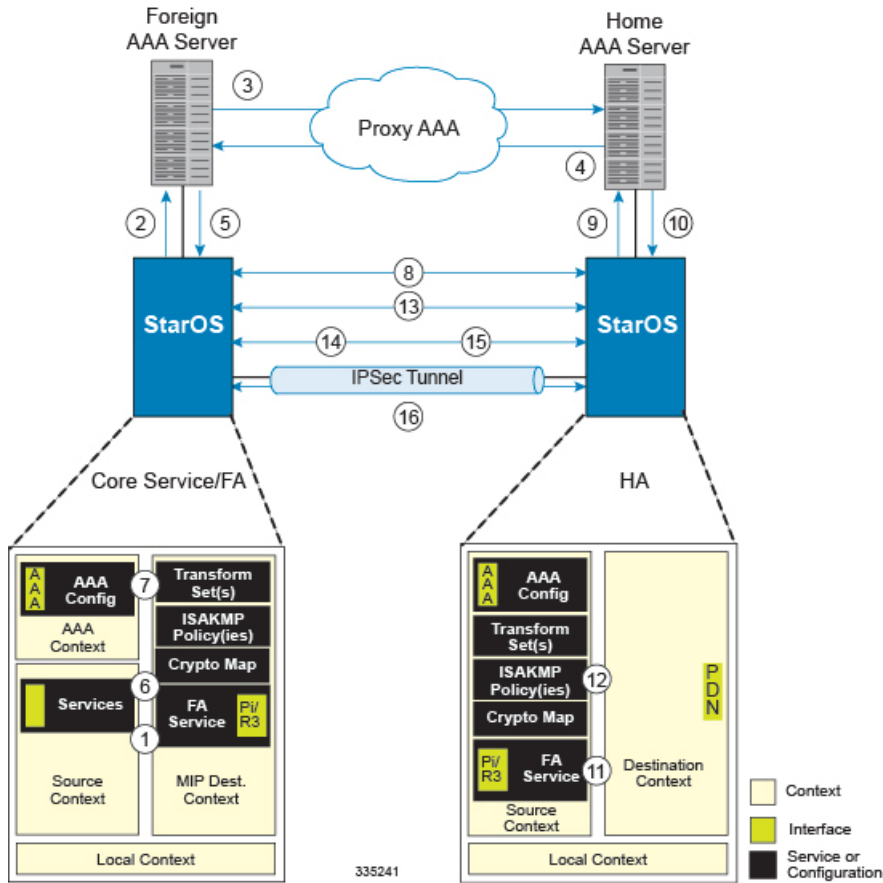 Foreign
AAA Server
Home
AAA Server
3
Proxy AAA
4
2
5
9
10
8
StarOS
13
StarOS
14
15
IPSec Tunnel
16
Core Service/FA
HA
AAA
AAA
Config
7
AAA
Context
Transform
Set(s)
ISAKMP
Policy(ies)
Crypto Map
6
Services
1
FA
Service
Pi/
R3
Source
Context
MIP Dest.
Context
Local Context
AAA
AAA
Config
Transform
Set(s)
ISAKMP
Policy(ies)
12
Crypto Map
Pi/
R3
FA
Service
11
Source
Context
PDN
Destination
Context
Local Context
335241
Context
Interface
Service or
Configuration